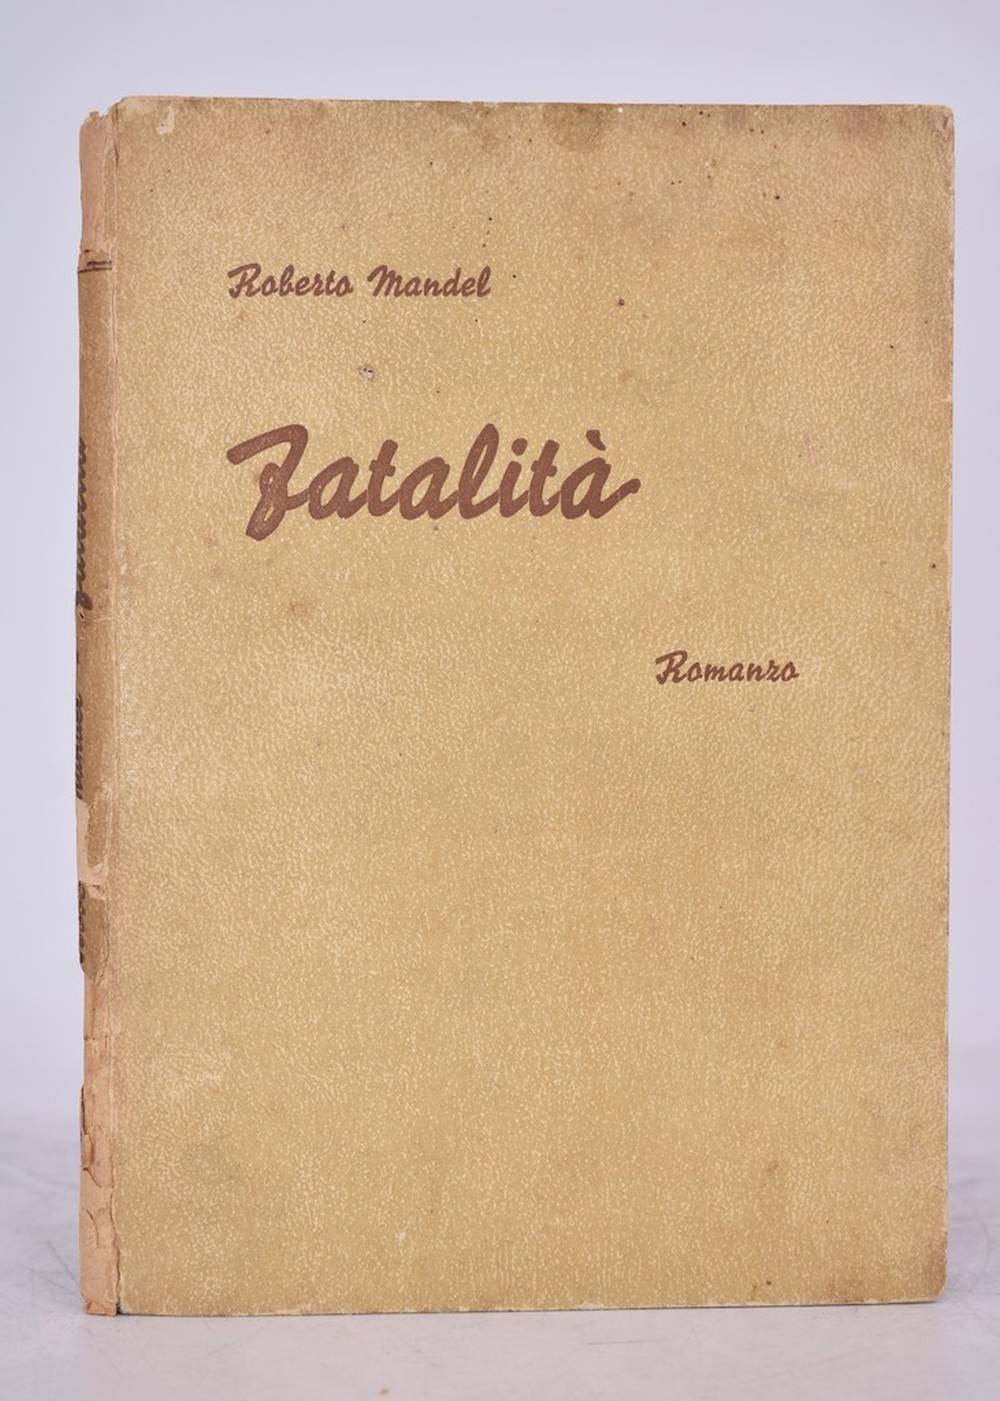 Roberto Mandel
Fatalità
Romanzo